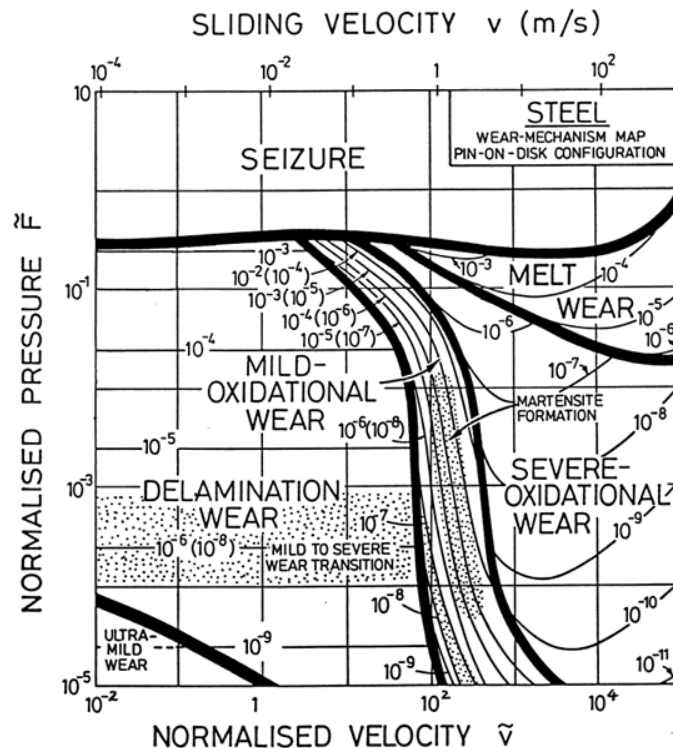 SLIDING VELOCITY v (m/s)
10⁻⁴ 10⁻² 1 10²
10
STEEL
WEAR-MECHANISM MAP
PIN-ON-DISK CONFIGURATION
SEIZURE
1
NORMALISED PRESSURE F̃
10⁻³
10⁻²(10⁻⁴)
10⁻³(10⁻⁵)
10⁻⁴(10⁻⁶)
10⁻⁵(10⁻⁷)
10⁻³
MELT
10⁻⁴
WEAR
10⁻⁵
10⁻⁶
10⁻⁶
10⁻¹
10⁻⁴
MILD-
OXIDATIONAL
WEAR
10⁻⁷
MARTENSITE
FORMATION
10⁻⁸
10⁻⁶(10⁻⁸)
10⁻⁵
SEVERE-
OXIDATIONAL
WEAR
10⁻³
DELAMINATION
WEAR
10⁻⁷
10⁻⁹
10⁻⁶(10⁻⁸)
MILD TO SEVERE
WEAR TRANSITION
10⁻⁸
10⁻¹⁰
ULTRA-
MILD
WEAR
10⁻⁹
10⁻⁹
10⁻¹¹
10⁻⁵
10⁻² 1 10² 10⁴
NORMALISED VELOCITY ṽ